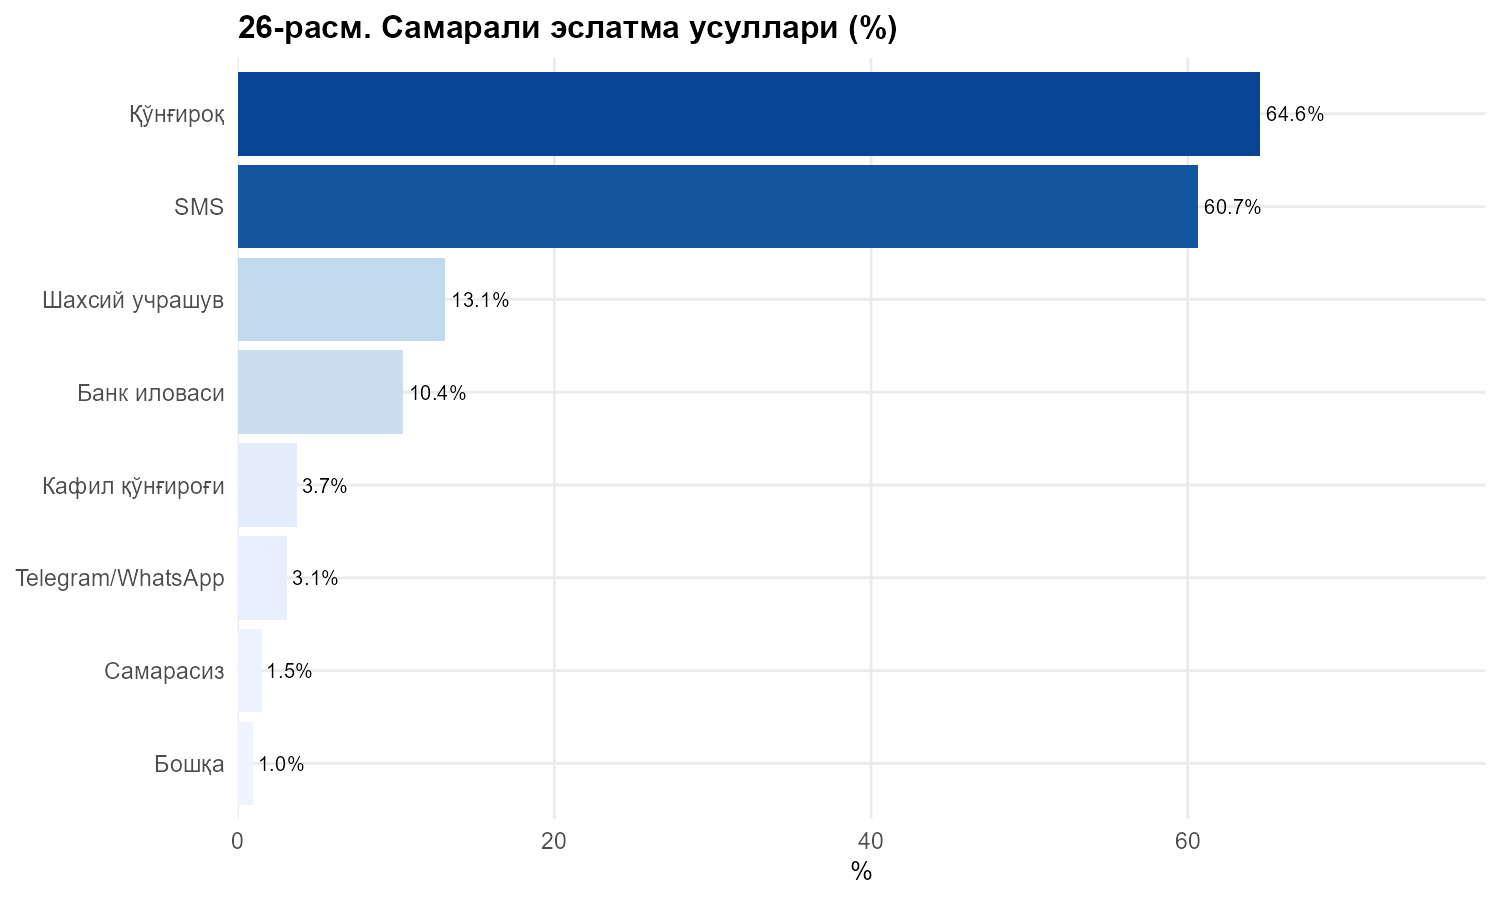 26-расм. Самарали эслатма усуллари (%)
Қўнғироқ 64.6%
SMS 60.7%
Шахсий учрашув 13.1%
Банк иловаси 10.4%
Кафил қўнғироғи 3.7%
Telegram/WhatsApp 3.1%
Самарасиз 1.5%
Бошқа 1.0%
0 20 40 60
%